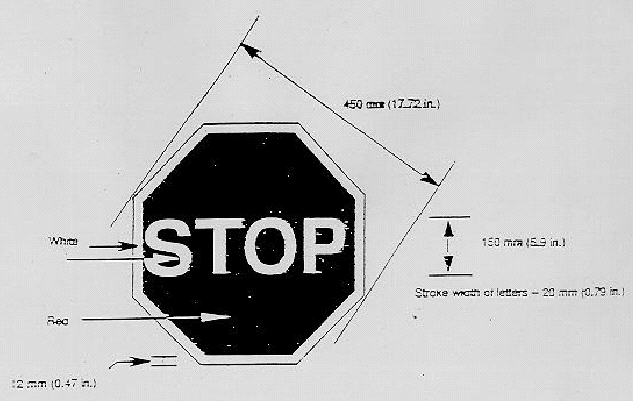 450 mm (17.72 in.)
STOP
White
150 mm (5.9 in.)
Stroke width of letters – 20 mm (0.79 in.)
Red
12 mm (0.47 in.)